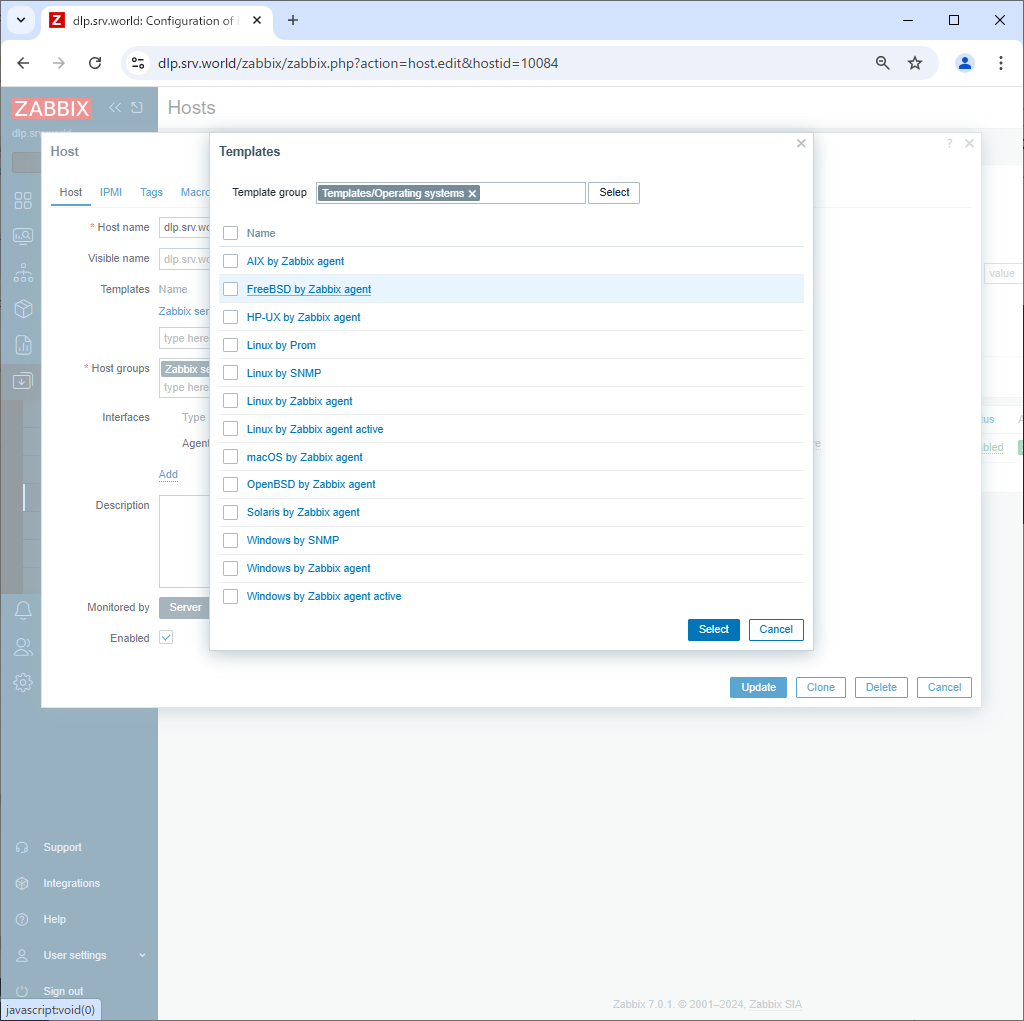 dlp.srv.world: Configuration of
dlp.srv.world/zabbix/zabbix.php?action=host.edit&hostid=10084
ZABBIX
Hosts
dlp.srv.world
Host
?
Host
IPMI
Tags
Macro
* Host name
dlp.srv.wo
Visible name
dlp.srv.wo
Templates
Name
Zabbix ser
type here
* Host groups
Zabbix se
type here
Interfaces
Type
Agent
Add
Description
Monitored by
Server
Enabled
Update
Clone
Delete
Cancel
Templates
Template group
Templates/Operating systems
Select
Name
AIX by Zabbix agent
FreeBSD by Zabbix agent
HP-UX by Zabbix agent
Linux by Prom
Linux by SNMP
Linux by Zabbix agent
Linux by Zabbix agent active
macOS by Zabbix agent
OpenBSD by Zabbix agent
Solaris by Zabbix agent
Windows by SNMP
Windows by Zabbix agent
Windows by Zabbix agent active
Select
Cancel
value
tus
A
bled
Support
Integrations
Help
User settings
Sign out
javascript:void(0)
Zabbix 7.0.1. © 2001–2024, Zabbix SIA